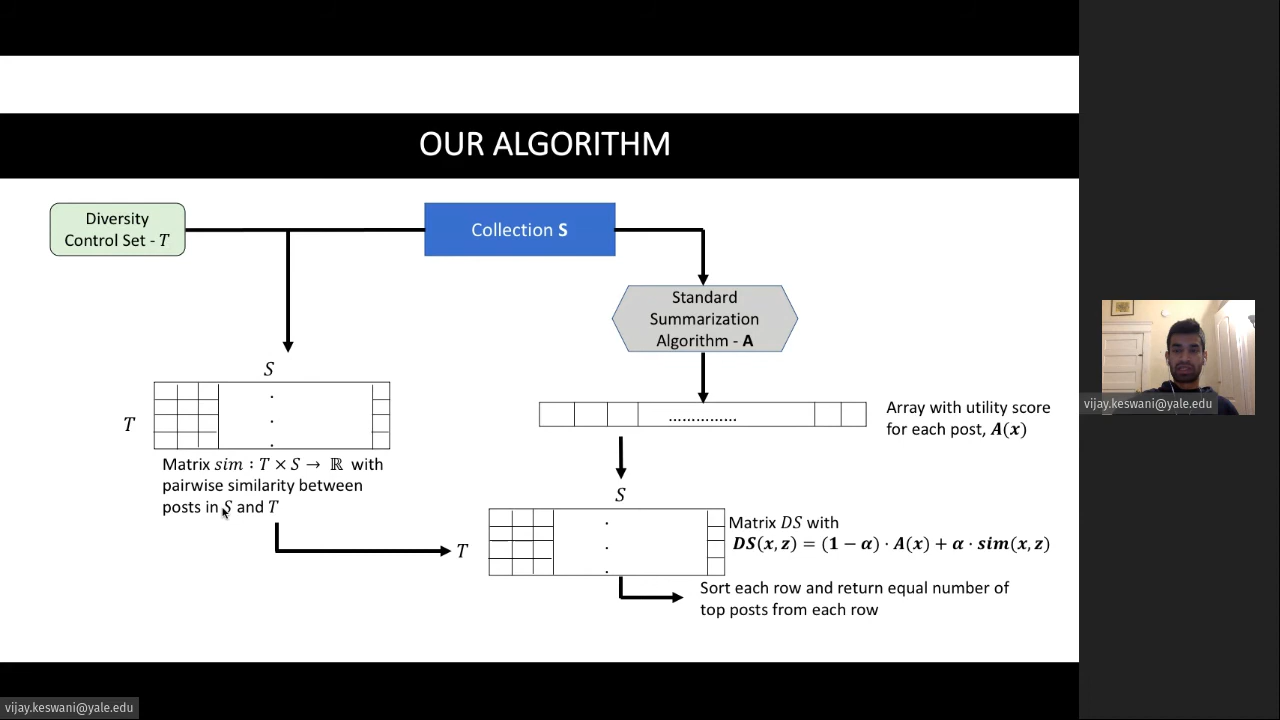 OUR ALGORITHM
Diversity
Control Set - T
Collection S
Standard
Summarization
Algorithm - A
S
T
Matrix sim : T × S → ℝ with
pairwise similarity between
posts in S and T
...............
Array with utility score
for each post, A(x)
S
T
Matrix DS with
DS(x, z) = (1 − α) · A(x) + α · sim(x, z)
Sort each row and return equal number of
top posts from each row
vijay.keswani@yale.edu
vijay.keswani@yale.edu